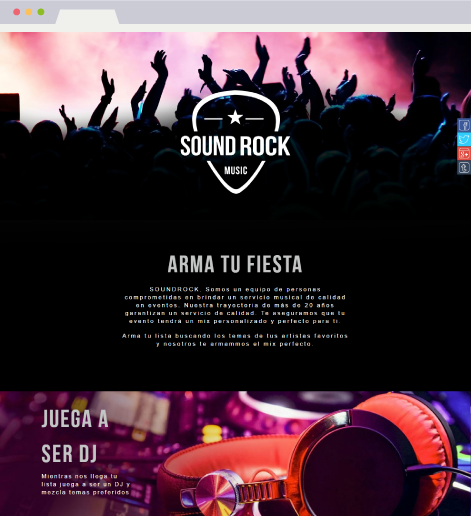 SOUND ROCK
MUSIC
ARMA TU FIESTA
SOUNDROCK. Somos un equipo de personas
comprometidas en brindar un servicio musical de calidad
en eventos. Nuestra trayectoria de más de 20 años
garantizan un servicio de calidad. Te aseguramos que tu
evento tendrá un mix personalizado y perfecto para ti.
Arma tu lista buscando los temas de tus artistas favoritos
y nosotros te armammos el mix perfecto.
JUEGA A
SER DJ
Mientras nos llega tu
lista juega a ser un DJ y
mezcla temas preferidos